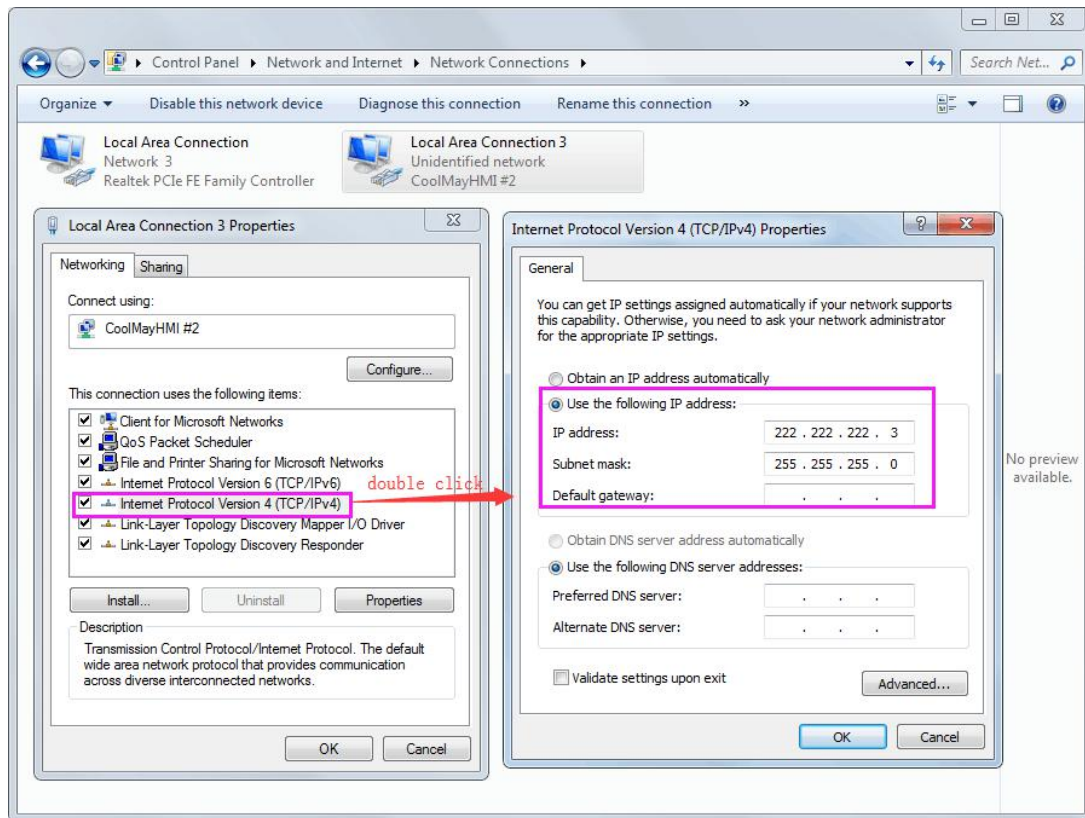 Control Panel ▸ Network and Internet ▸ Network Connections ▸
Search Net...
Organize
Disable this network device
Diagnose this connection
Rename this connection
»
Local Area Connection
Network 3
Realtek PCIe FE Family Controller
Local Area Connection 3
Unidentified network
CoolMayHMI #2
Local Area Connection 3 Properties
Networking
Sharing
Connect using:
CoolMayHMI #2
Configure...
This connection uses the following items:
Client for Microsoft Networks
QoS Packet Scheduler
File and Printer Sharing for Microsoft Networks
Internet Protocol Version 6 (TCP/IPv6)
Internet Protocol Version 4 (TCP/IPv4)
Link-Layer Topology Discovery Mapper I/O Driver
Link-Layer Topology Discovery Responder
Install...
Uninstall
Properties
Description
Transmission Control Protocol/Internet Protocol. The default
wide area network protocol that provides communication
across diverse interconnected networks.
OK
Cancel
double click
Internet Protocol Version 4 (TCP/IPv4) Properties
General
You can get IP settings assigned automatically if your network supports
this capability. Otherwise, you need to ask your network administrator
for the appropriate IP settings.
Obtain an IP address automatically
Use the following IP address:
IP address: 222 . 222 . 222 . 3
Subnet mask: 255 . 255 . 255 . 0
Default gateway: . . .
Obtain DNS server address automatically
Use the following DNS server addresses:
Preferred DNS server: . . .
Alternate DNS server: . . .
Validate settings upon exit
Advanced...
OK
Cancel
No preview
available.